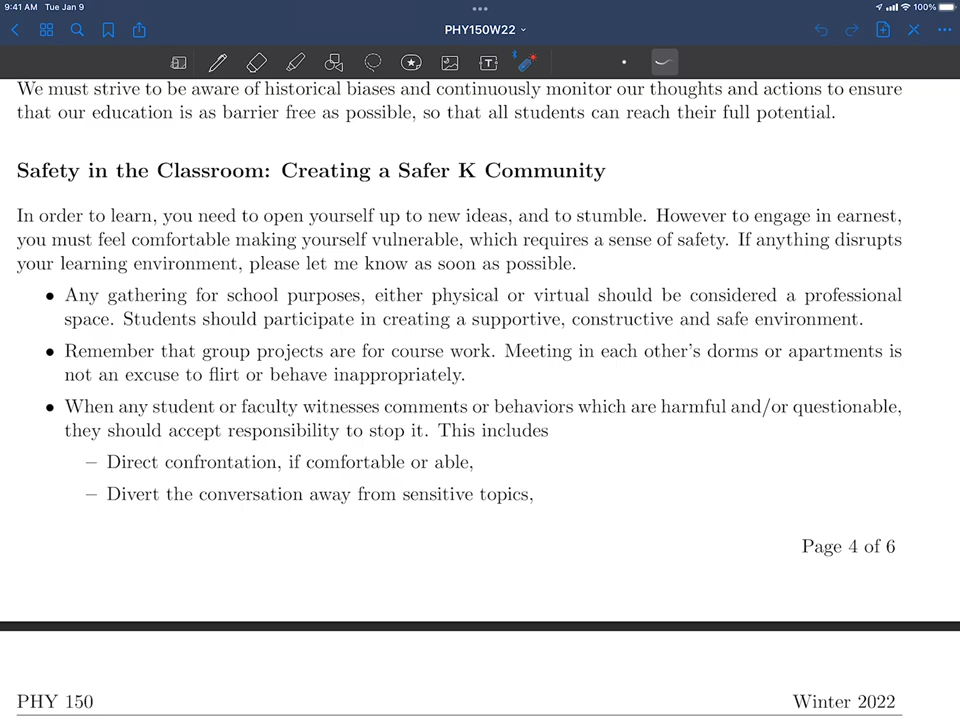 9:41 AM Tue Jan 9
100%
PHY150W22
We must strive to be aware of historical biases and continuously monitor our thoughts and actions to ensure
that our education is as barrier free as possible, so that all students can reach their full potential.
Safety in the Classroom: Creating a Safer K Community
In order to learn, you need to open yourself up to new ideas, and to stumble. However to engage in earnest,
you must feel comfortable making yourself vulnerable, which requires a sense of safety. If anything disrupts
your learning environment, please let me know as soon as possible.
• Any gathering for school purposes, either physical or virtual should be considered a professional
space. Students should participate in creating a supportive, constructive and safe environment.
• Remember that group projects are for course work. Meeting in each other's dorms or apartments is
not an excuse to flirt or behave inappropriately.
• When any student or faculty witnesses comments or behaviors which are harmful and/or questionable,
they should accept responsibility to stop it. This includes
– Direct confrontation, if comfortable or able,
– Divert the conversation away from sensitive topics,
Page 4 of 6
PHY 150 Winter 2022